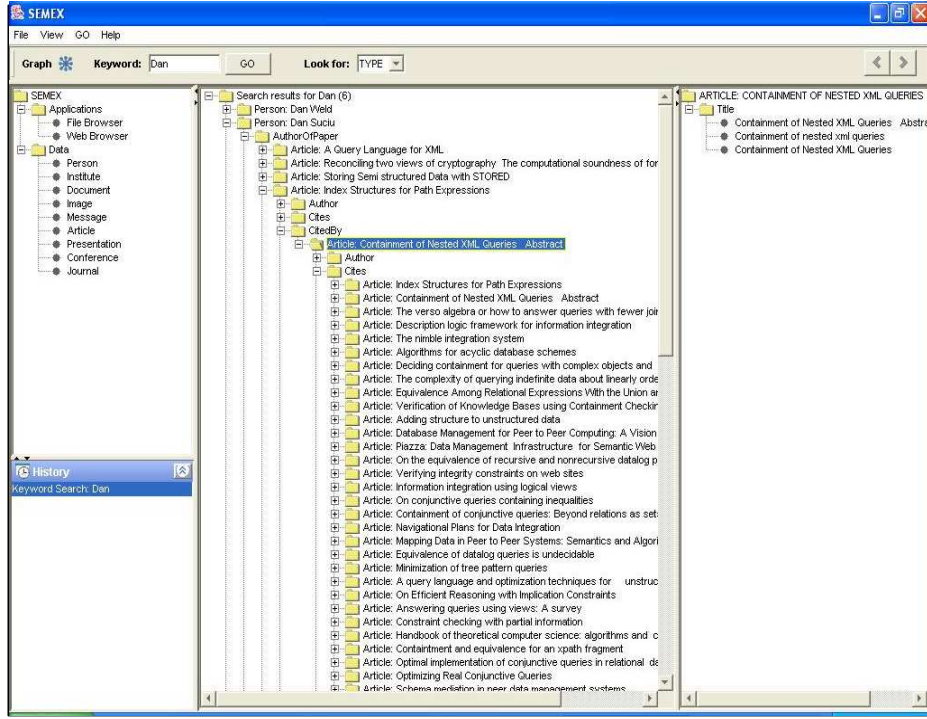 SEMEX
File View GO Help
Graph Keyword: Dan GO Look for: TYPE
SEMEX
Applications
File Browser
Web Browser
Data
Person
Institute
Document
Image
Message
Article
Presentation
Conference
Journal
History
Keyword Search: Dan
Search results for Dan (6)
Person: Dan Weld
Person: Dan Suciu
AuthorOfPaper
Article: A Query Language for XML
Article: Reconciling two views of cryptography The computational soundness of for
Article: Storing Semi structured Data with STORED
Article: Index Structures for Path Expressions
Author
Cites
CitedBy
Article: Containment of Nested XML Queries Abstract
Author
Cites
Article: Index Structures for Path Expressions
Article: Containment of Nested XML Queries Abstract
Article: The verso algebra or how to answer queries with fewer joi
Article: Description logic framework for information integration
Article: The nimble integration system
Article: Algorithms for acyclic database schemes
Article: Deciding containment for queries with complex objects and
Article: The complexity of querying indefinite data about linearly orde
Article: Equivalence Among Relational Expressions With the Union
Article: Verification of Knowledge Bases using Containment Checkin
Article: Adding structure to unstructured data
Article: Database Management for Peer to Peer Computing: A Vision
Article: Piazza: Data Management Infrastructure for Semantic Web
Article: On the equivalence of recursive and nonrecursive datalog p
Article: Verifying integrity constraints on web sites
Article: Information integration using logical views
Article: On conjunctive queries containing inequalities
Article: Containment of conjunctive queries: Beyond relations as set
Article: Navigational Plans for Data Integration
Article: Mapping Data in Peer to Peer Systems: Semantics and Algori
Article: Equivalence of datalog queries is undecidable
Article: Minimization of tree pattern queries
Article: A query language and optimization techniques for unstruc
Article: On Efficient Reasoning with Implication Constraints
Article: Answering queries using views: A survey
Article: Constraint checking with partial information
Article: Handbook of theoretical computer science: algorithms and c
Article: Containtment and equivalence for an xpath fragment
Article: Optimal implementation of conjunctive queries in relational da
Article: Optimizing Real Conjunctive Queries
Article: Schema mediation in peer data management systems
ARTICLE: CONTAINMENT OF NESTED XML QUERIES
Title
Containment of Nested XML Queries Abstra
Containment of nested xml queries
Containment of Nested XML Queries